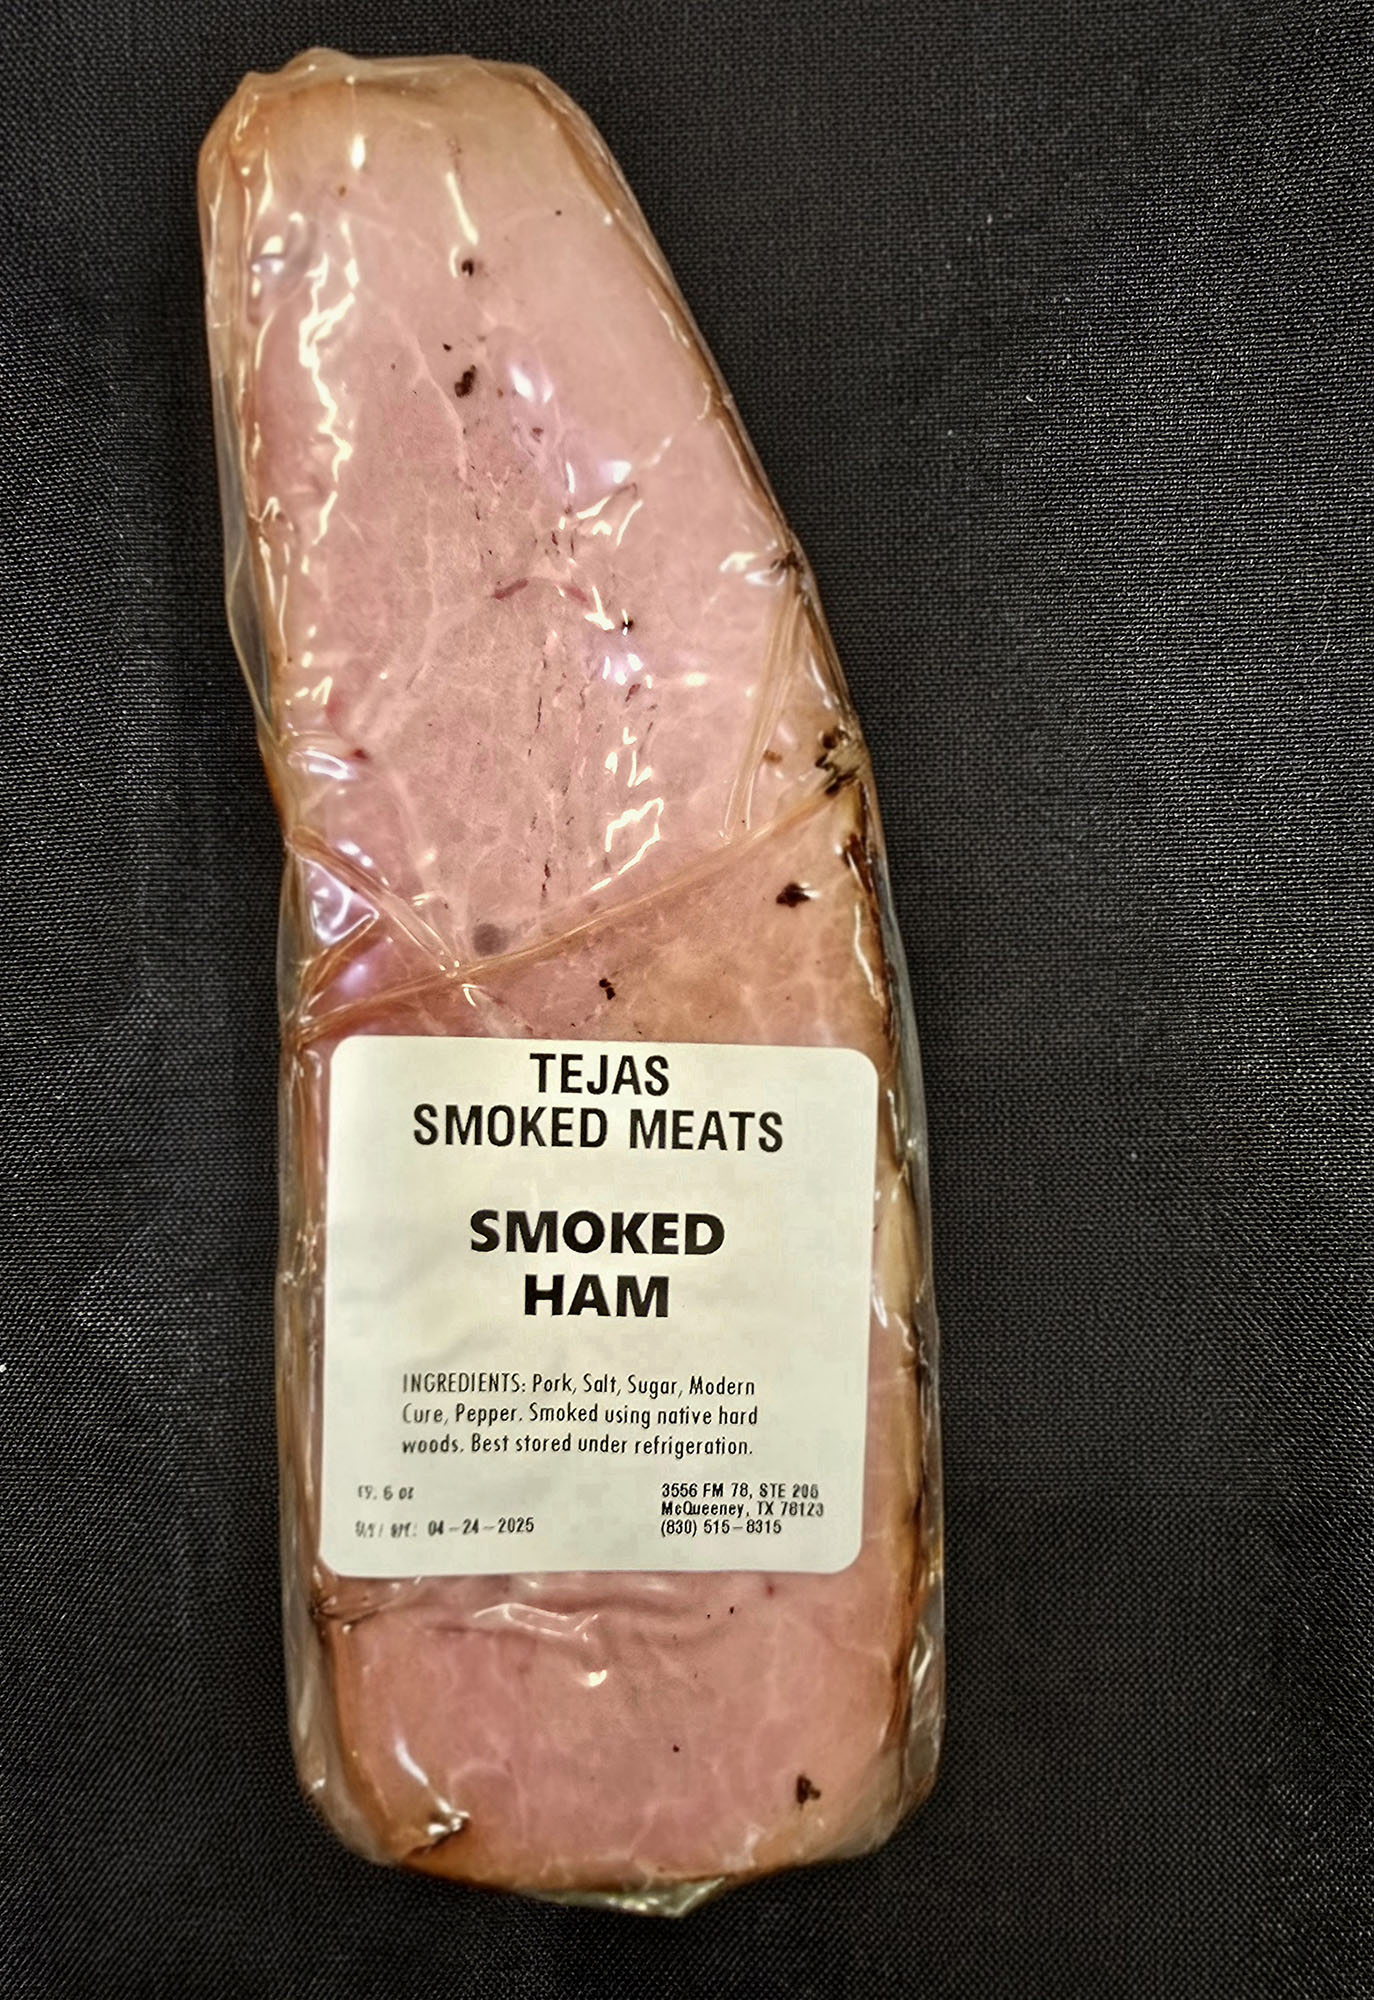 TEJAS
SMOKED MEATS
SMOKED
HAM
INGREDIENTS: Pork, Salt, Sugar, Modern
Cure, Pepper. Smoked using native hard
woods. Best stored under refrigeration.
oz
04-24-2025
3556 FM 78, STE
McQueeney, TX 78123
(830) 515-8315